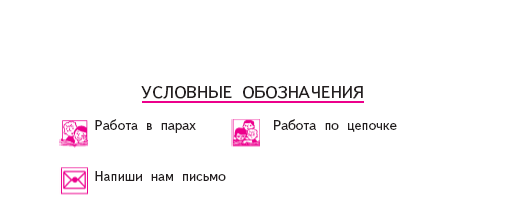 УСЛОВНЫЕ ОБОЗНАЧЕНИЯ
Работа в парах
Работа по цепочке
Напиши нам письмо